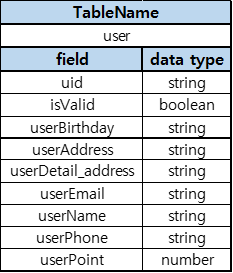 TableName
user
field data type
uid string
isValid boolean
userBirthday string
userAddress string
userDetail_address string
userEmail string
userName string
userPhone string
userPoint number